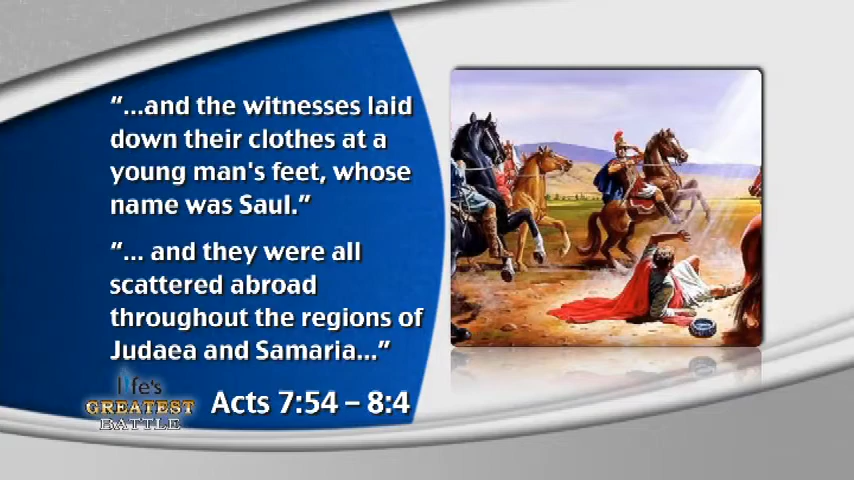 “...and the witnesses laid
down their clothes at a
young man's feet, whose
name was Saul.”
“... and they were all
scattered abroad
throughout the regions of
Judaea and Samaria...”
life's
GREATEST
BATTLE
Acts 7:54 – 8:4